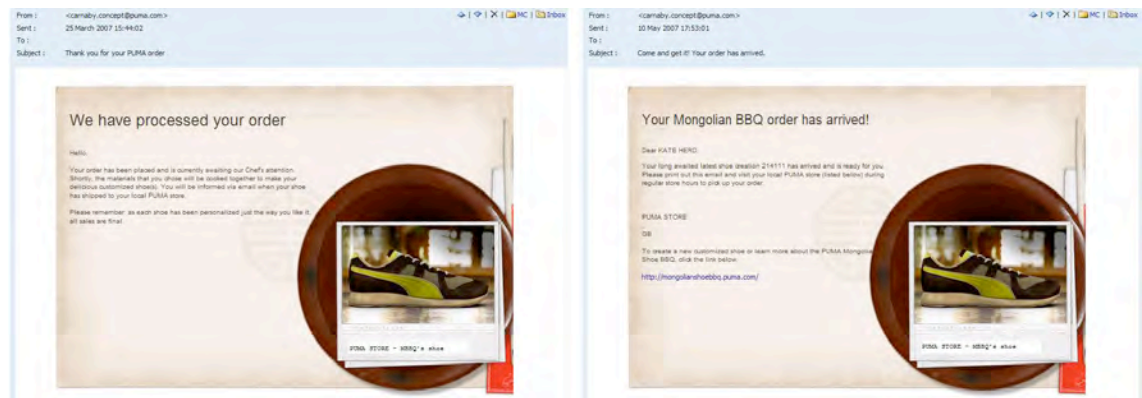 From : <carnaby.concept@puma.com>
| X | MC | Inbox
Sent : 25 March 2007 15:44:02
To :
Subject : Thank you for your PUMA order
We have processed your order
Hello,
Your order has been placed and is currently awaiting our Chef's attention.
Shortly, the materials that you chose will be cooked together to make your
delicious customized shoe(s). You will be informed via email when your shoe
has shipped to your local PUMA store.
Please remember: as each shoe has been personalized just the way you like it,
all sales are final.
PUMA STORE - MBBQ's shoe
From : <carnaby.concept@puma.com>
| X | MC | Inbox
Sent : 10 May 2007 17:53:01
To :
Subject : Come and get it! Your order has arrived.
Your Mongolian BBQ order has arrived!
Dear KATE HERD
Your long awaited latest shoe creation 214111 has arrived and is ready for you.
Please print out this email and visit your local PUMA store (listed below) during
regular store hours to pick up your order.
PUMA STORE
GB
To create a new customized shoe or learn more about the PUMA Mongolian
Shoe BBQ, click the link below.
http://mongolianshoebbq.puma.com/
PUMA STORE - MBBQ's shoe